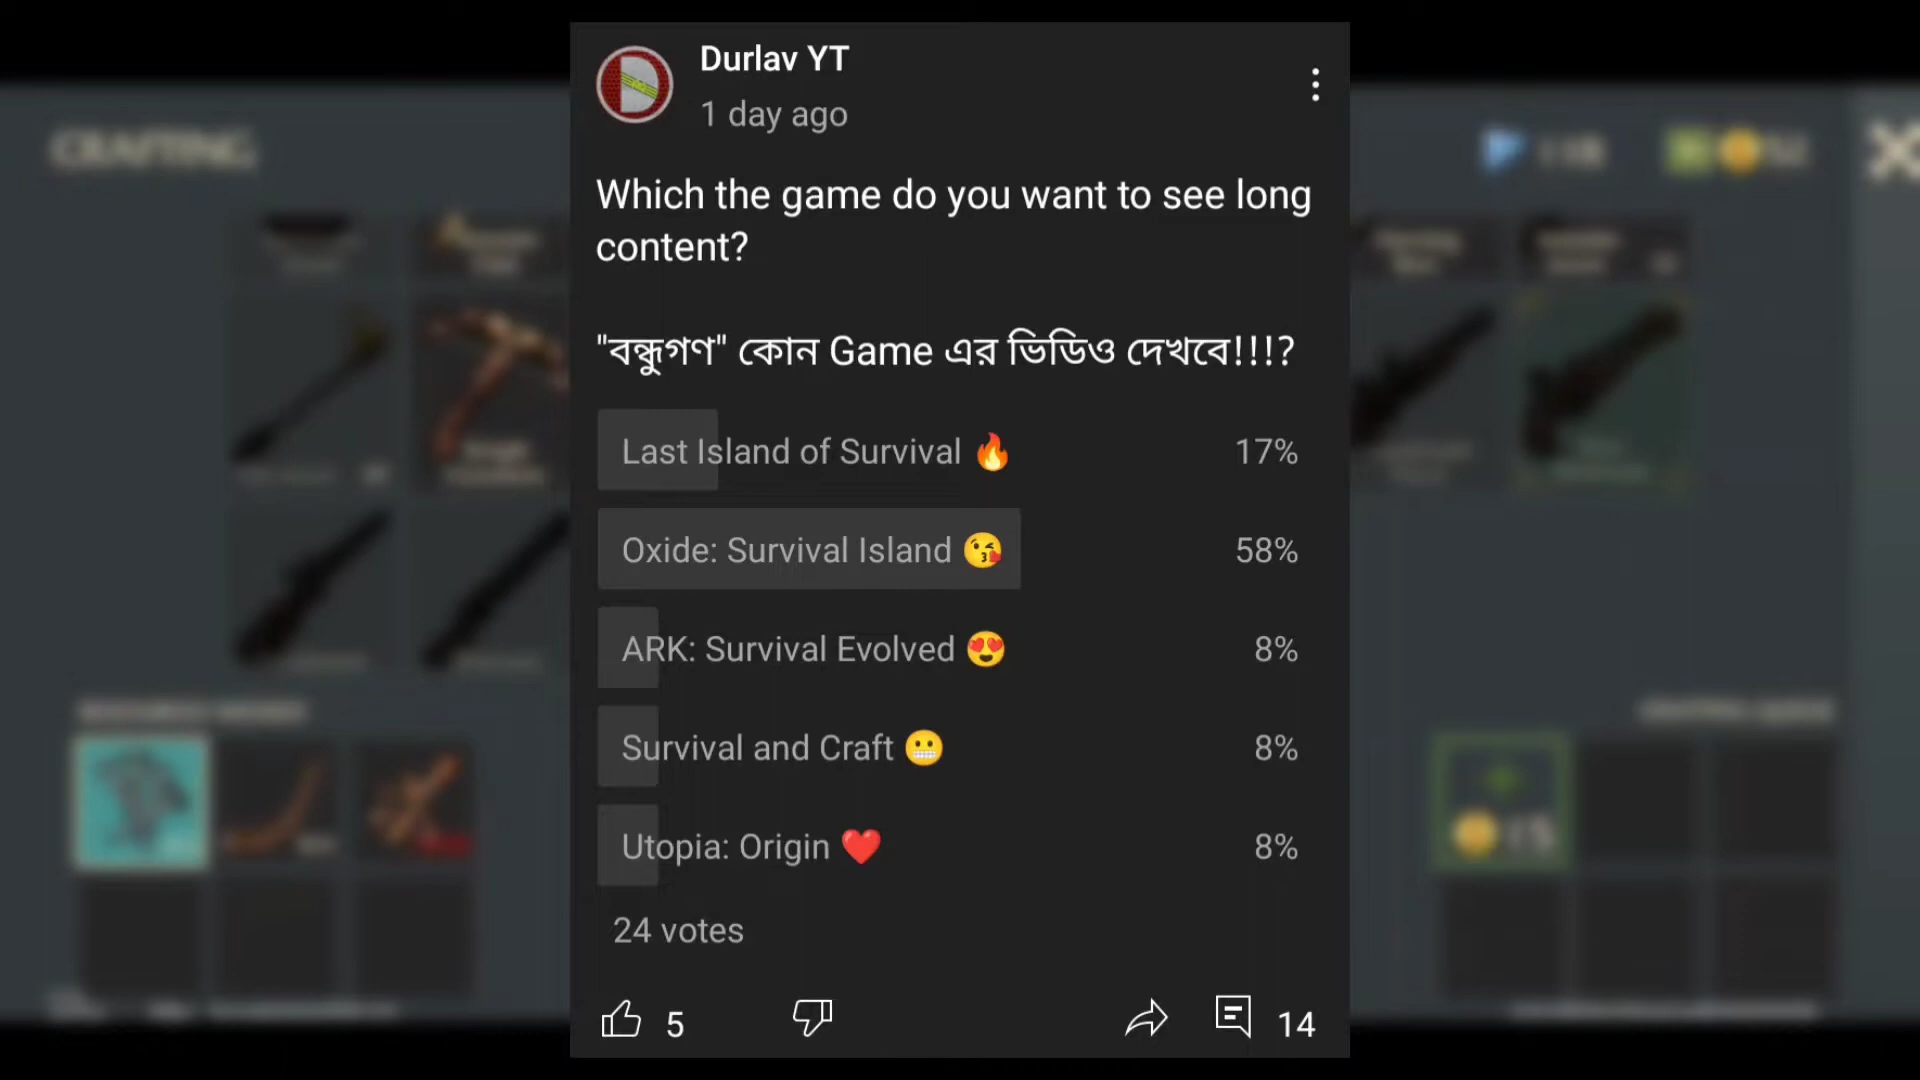 Durlav YT
1 day ago
Which the game do you want to see long
content?
"বন্ধুগণ" কোন Game এর ভিডিও দেখবে!!!?
Last Island of Survival 🔥 17%
Oxide: Survival Island 😘 58%
ARK: Survival Evolved 😍 8%
Survival and Craft 😬 8%
Utopia: Origin ❤️ 8%
24 votes
5 14
CRAFTING
15